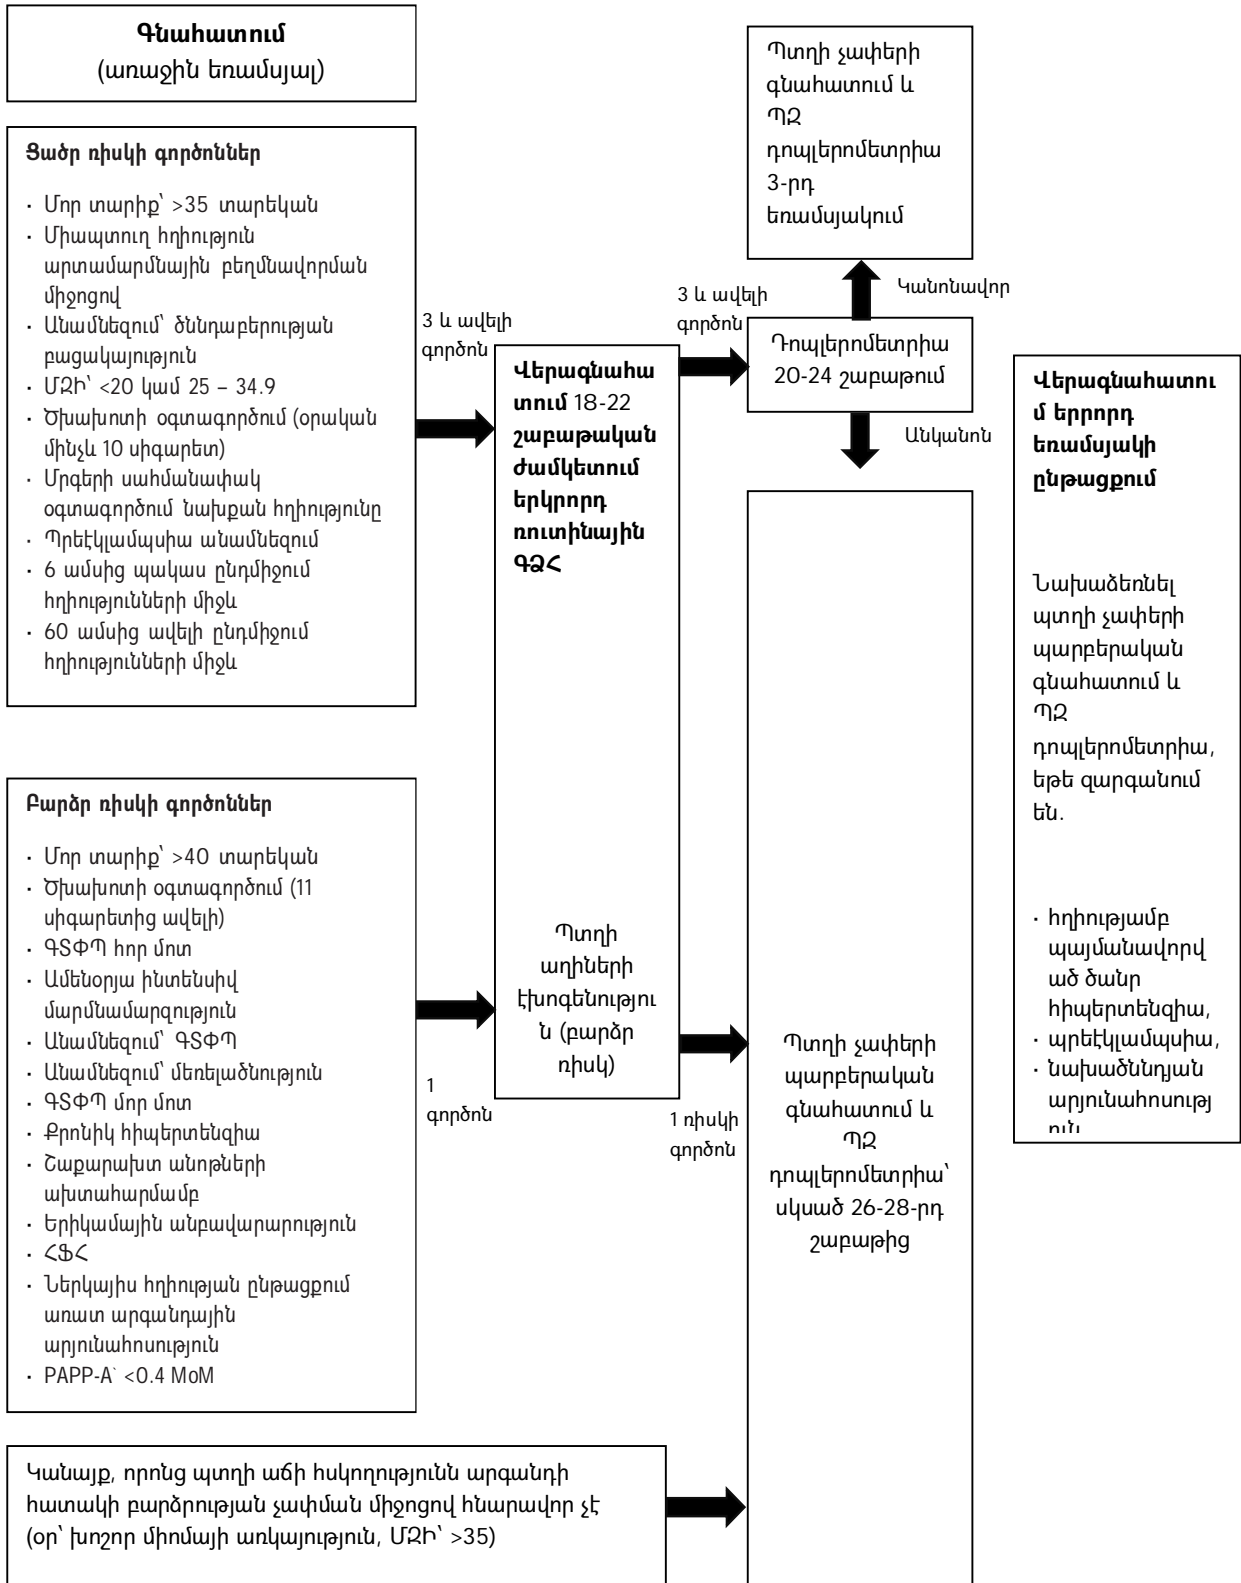 Գնահատում
(առաջին եռամսյալ)
Ցածր ռիսկի գործոններ
· Մոր տարիք՝ >35 տարեկան
· Միապտուղ հղիություն
արտամարմնային բեղմնավորման
միջոցով
· Անամնեզում՝ ծննդաբերության
բացակայություն
· ՄԶԻ՝ <20 կամ 25 – 34.9
· Ծխախոտի օգտագործում (օրական
մինչև 10 սիգարետ)
· Մրգերի սահմանափակ
օգտագործում նախքան հղիությունը
· Պրեէկլամպսիա անամնեզում
· 6 ամսից պակաս ընդմիջում
հղիությունների միջև
· 60 ամսից ավելի ընդմիջում
հղիությունների միջև
Բարձր ռիսկի գործոններ
· Մոր տարիք՝ >40 տարեկան
· Ծխախոտի օգտագործում (11
սիգարետից ավելի)
· ԳՏՓՊ հոր մոտ
· Ամենօրյա ինտենսիվ
մարմնամարզություն
· Անամնեզում՝ ԳՏՓՊ
· Անամնեզում՝ մեռելածնություն
· ԳՏՓՊ մոր մոտ
· Քրոնիկ հիպերտենզիա
· Շաքարախտ անոթների
ախտահարմամբ
· Երիկամային անբավարարություն
· ՀՖՀ
· Ներկայիս հղիության ընթացքում
առատ արգանդային
արյունահոսություն
· PAPP-A` <0.4 MoM
Կանայք, որոնց պտղի աճի հսկողությունն արգանդի
հատակի բարձրության չափման միջոցով հնարավոր չէ
(օր՝ խոշոր միոմայի առկայություն, ՄԶԻ՝ >35)
3 և ավելի
գործոն
1
գործոն
Վերագնահա
տում 18-22
շաբաթական
ժամկետում
երկրորդ
ռուտինային
ԳՁՀ
Պտղի
աղիների
էխոգենությու
ն (բարձր
ռիսկ)
3 և ավելի
գործոն
1 ռիսկի
գործոն
Պտղի չափերի
գնահատում և
ՊԶ
դոպլերոմետրիա
3-րդ
եռամսյակում
Կանոնավոր
Դոպլերոմետրիա
20-24 շաբաթում
Անկանոն
Պտղի չափերի
պարբերական
գնահատում և
ՊԶ
դոպլերոմետրիա՝
սկսած 26-28-րդ
շաբաթից
Վերագնահատու
մ երրորդ
եռամսյակի
ընթացքում
Նախաձեռնել
պտղի չափերի
պարբերական
գնահատում և
ՊԶ
դոպլերոմետրիա,
եթե զարգանում
են.
· հղիությամբ
պայմանավորվ
ած ծանր
հիպերտենզիա,
· պրեէկլամպսիա,
· նախածննդյան
արյունահոսությ
ուն